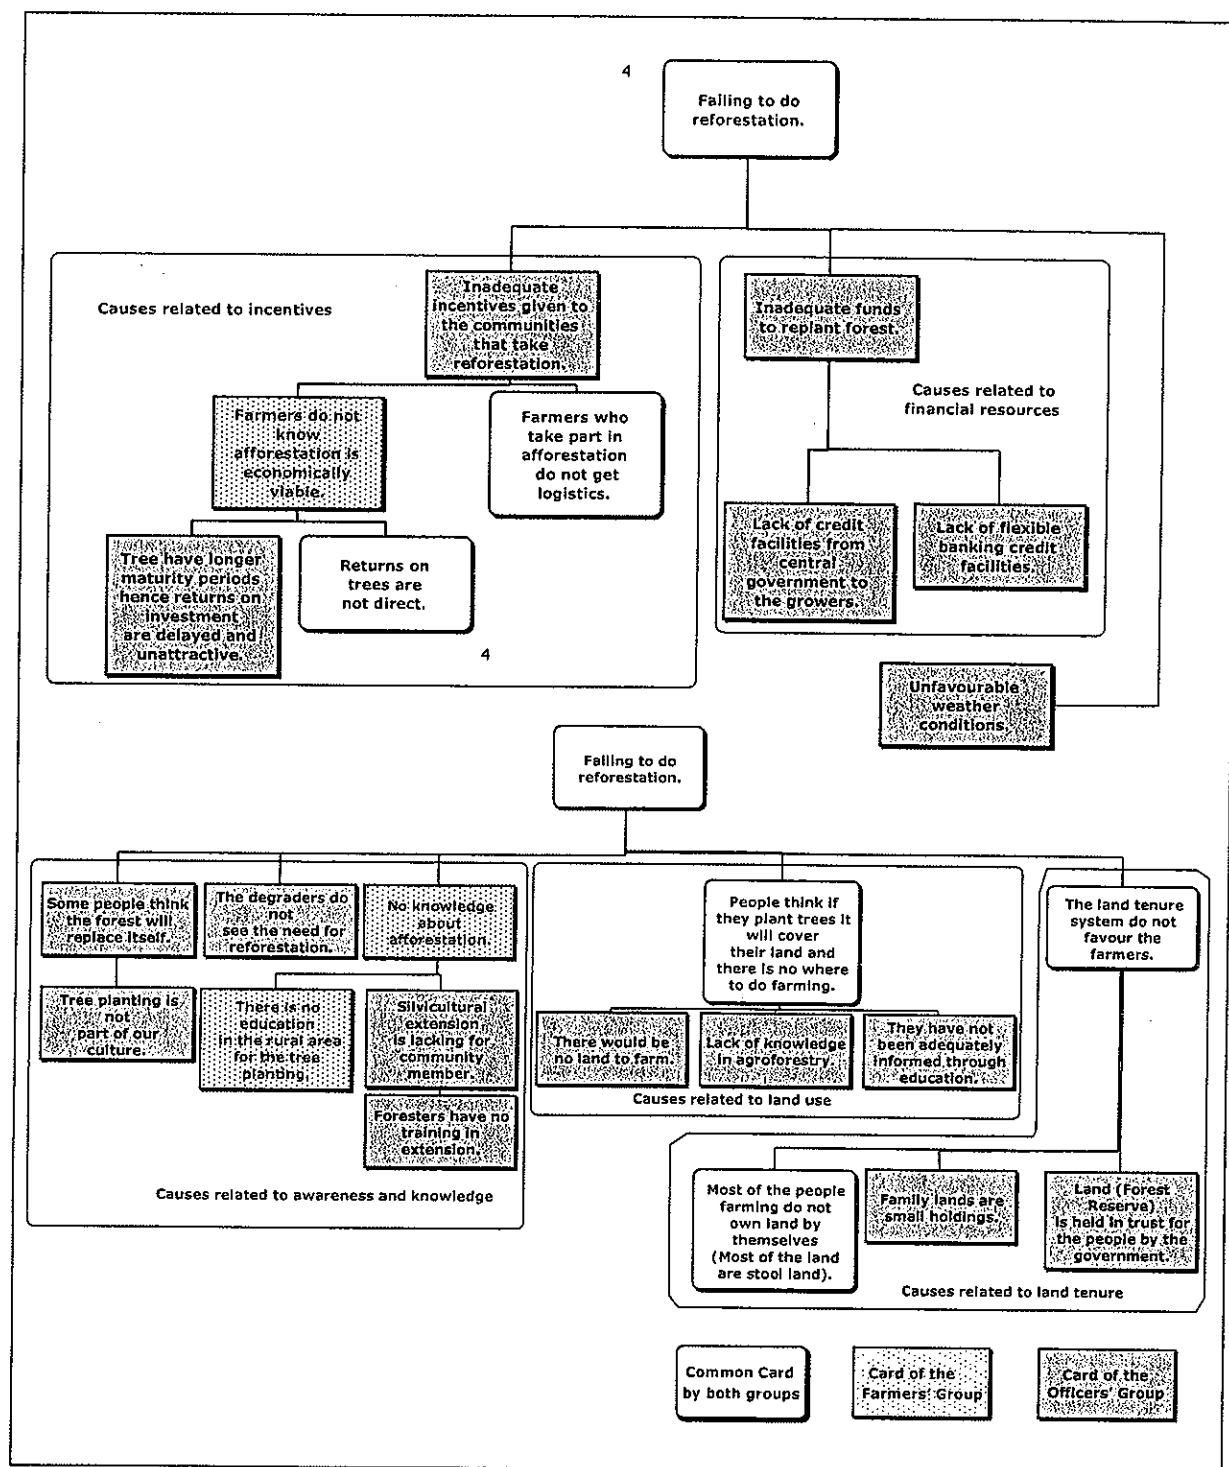 4
Failing to do
reforestation.
Causes related to incentives
Inadequate
incentives given to
the communities
that take
reforestation.
Inadequate funds
to replant forest.
Causes related to
financial resources
Farmers do not
know
afforestation is
economically
viable.
Farmers who
take part in
afforestation
do not get
logistics.
Tree have longer
maturity periods
hence returns on
investment
are delayed and
unattractive.
Returns on
trees are
not direct.
Lack of credit
facilities from
central
government to
the growers.
Lack of flexible
banking credit
facilities.
4
Unfavourable
weather
conditions.
Failing to do
reforestation.
Some people think
the forest will
replace itself.
The degraders do
not
see the need for
reforestation.
No knowledge
about
afforestation.
People think if
they plant trees it
will cover
their land and
there is no where
to do farming.
The land tenure
system do not
favour the
farmers.
Tree planting is
not
part of our
culture.
There is no
education
in the rural area
for the tree
planting.
Silvicultural
extension
is lacking for
community
member.
Foresters have no
training in
extension.
There would be
no land to farm.
Lack of knowledge
in agroforestry
They have not
been adequately
informed through
education.
Causes related to land use
Causes related to awareness and knowledge
Most of the people
farming do not
own land by
themselves
(Most of the land
are stool land).
Family lands are
small holdings.
Land (Forest
Reserve)
is held in trust for
the people by the
government.
Causes related to land tenure
Common Card
by both groups
Card of the
Farmers' Group
Card of the
Officers' Group